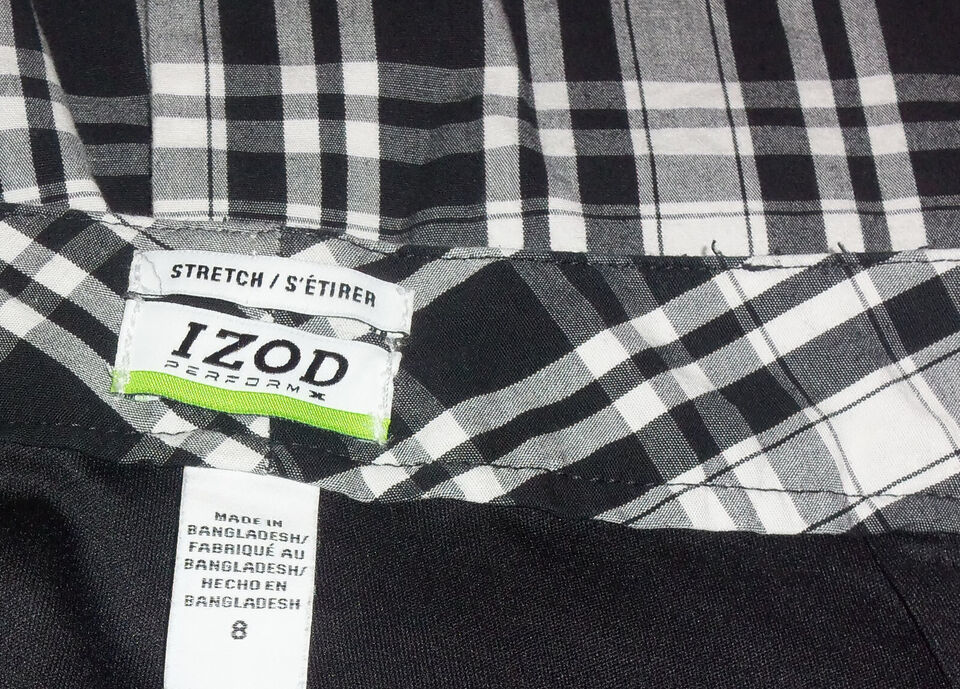 STRETCH / S'ÉTIRER
IZOD
PERFORM X
MADE IN
BANGLADESH/
FABRIQUÉ AU
BANGLADESH/
HECHO EN
BANGLADESH
8